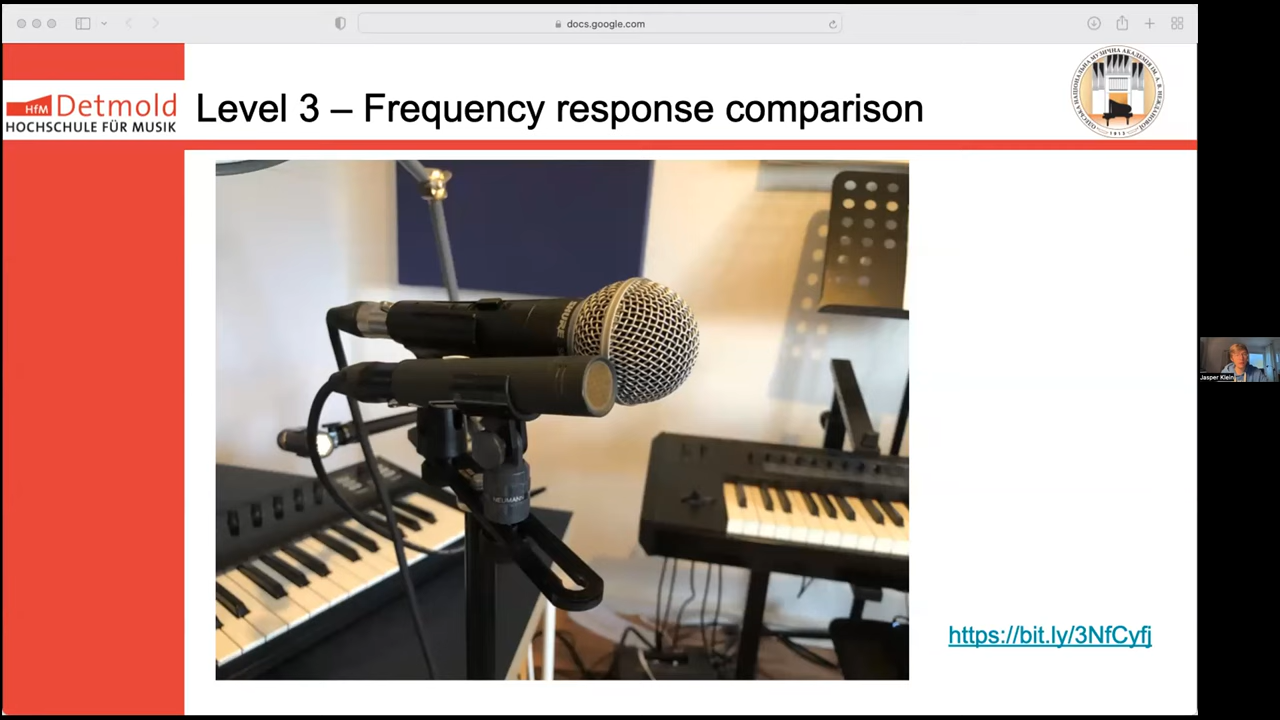 docs.google.com
HfM Detmold
HOCHSCHULE FÜR MUSIK
Level 3 – Frequency response comparison
1913
SHURE
NEUMANN
https://bit.ly/3NfCyfj
Jasper Klein